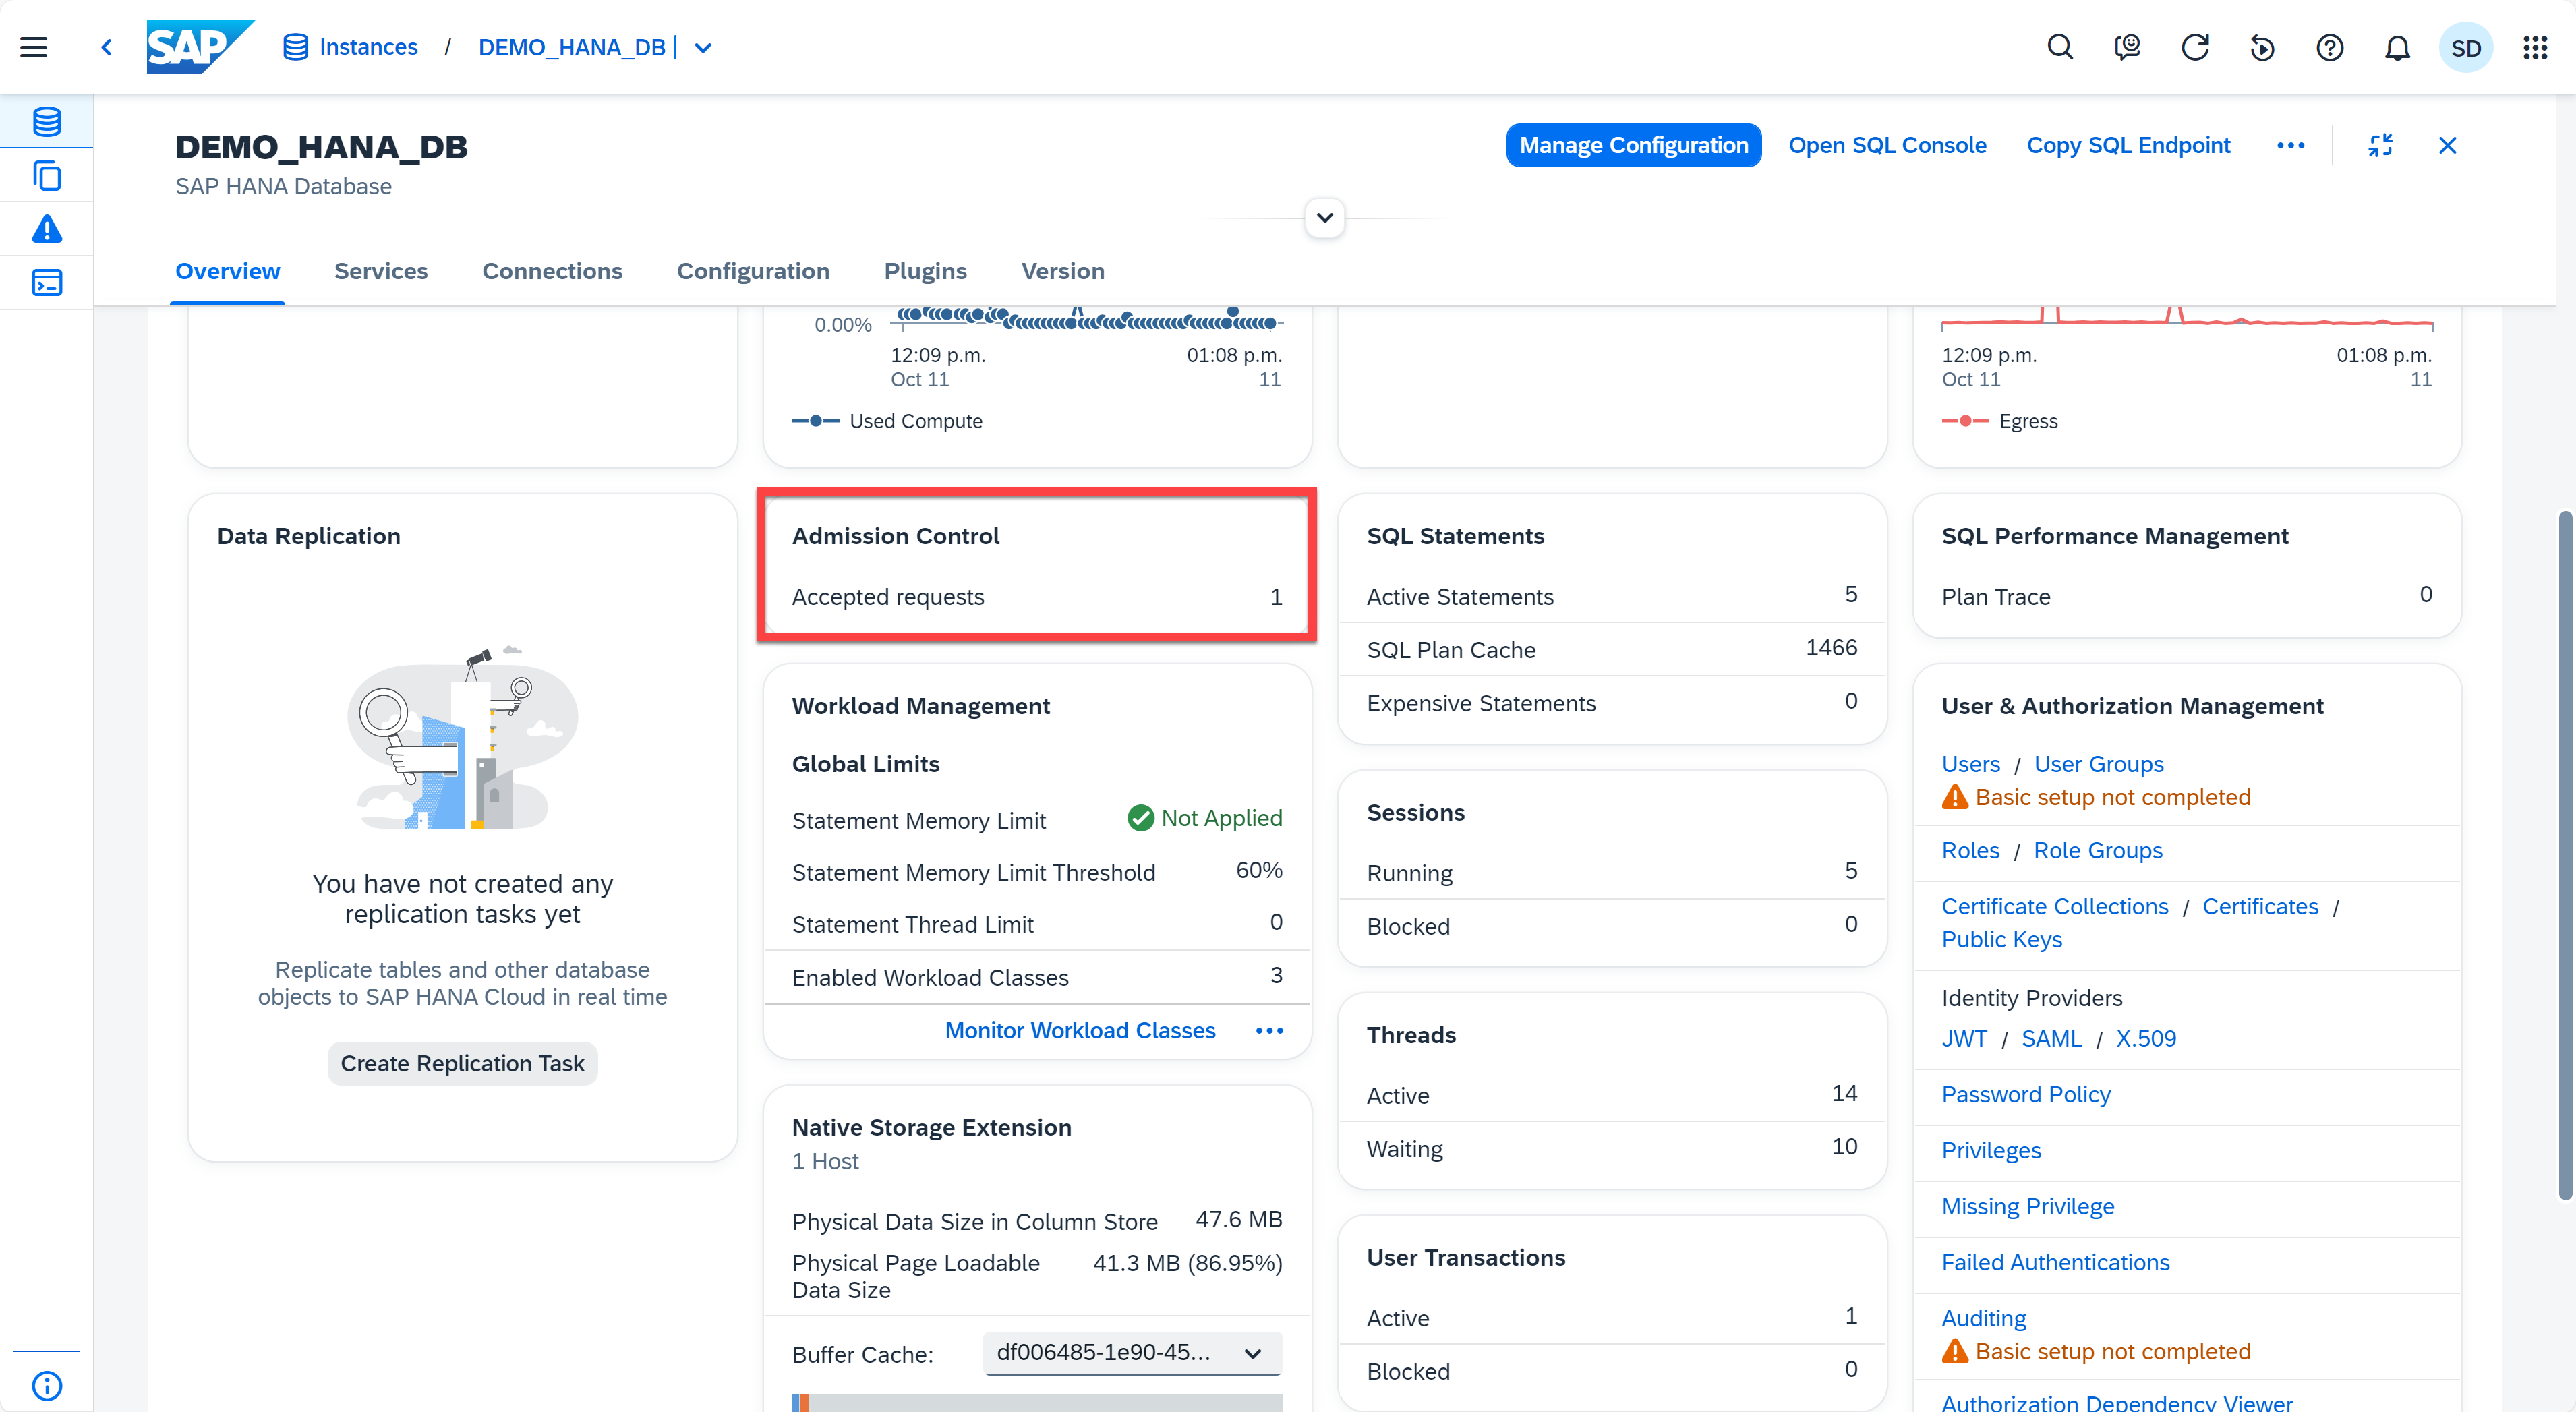 SAP
Instances / DEMO_HANA_DB |
SD
DEMO_HANA_DB
SAP HANA Database
Manage Configuration
Open SQL Console
Copy SQL Endpoint
Overview
Services
Connections
Configuration
Plugins
Version
0.00%
12:09 p.m.
01:08 p.m.
Oct 11
11
Used Compute
12:09 p.m.
01:08 p.m.
Oct 11
11
Egress
Data Replication
You have not created any
replication tasks yet
Replicate tables and other database
objects to SAP HANA Cloud in real time
Create Replication Task
Admission Control
Accepted requests 1
Workload Management
Global Limits
Statement Memory Limit Not Applied
Statement Memory Limit Threshold 60%
Statement Thread Limit 0
Enabled Workload Classes 3
Monitor Workload Classes
Native Storage Extension
1 Host
Physical Data Size in Column Store 47.6 MB
Physical Page Loadable 41.3 MB (86.95%)
Data Size
Buffer Cache: df006485-1e90-45...
SQL Statements
Active Statements 5
SQL Plan Cache 1466
Expensive Statements 0
Sessions
Running 5
Blocked 0
Threads
Active 14
Waiting 10
User Transactions
Active 1
Blocked 0
SQL Performance Management
Plan Trace 0
User & Authorization Management
Users / User Groups
Basic setup not completed
Roles / Role Groups
Certificate Collections / Certificates /
Public Keys
Identity Providers
JWT / SAML / X.509
Password Policy
Privileges
Missing Privilege
Failed Authentications
Auditing
Basic setup not completed
Authorization Dependency Viewer